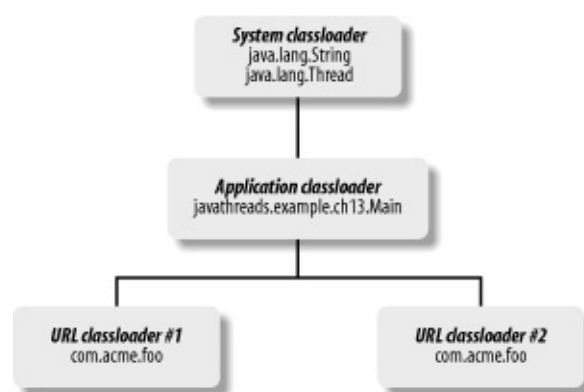 System classloader
java.lang.String
java.lang.Thread
Application classloader
javathreads.example.ch13.Main
URL classloader #1
com.acme.foo
URL classloader #2
com.acme.foo